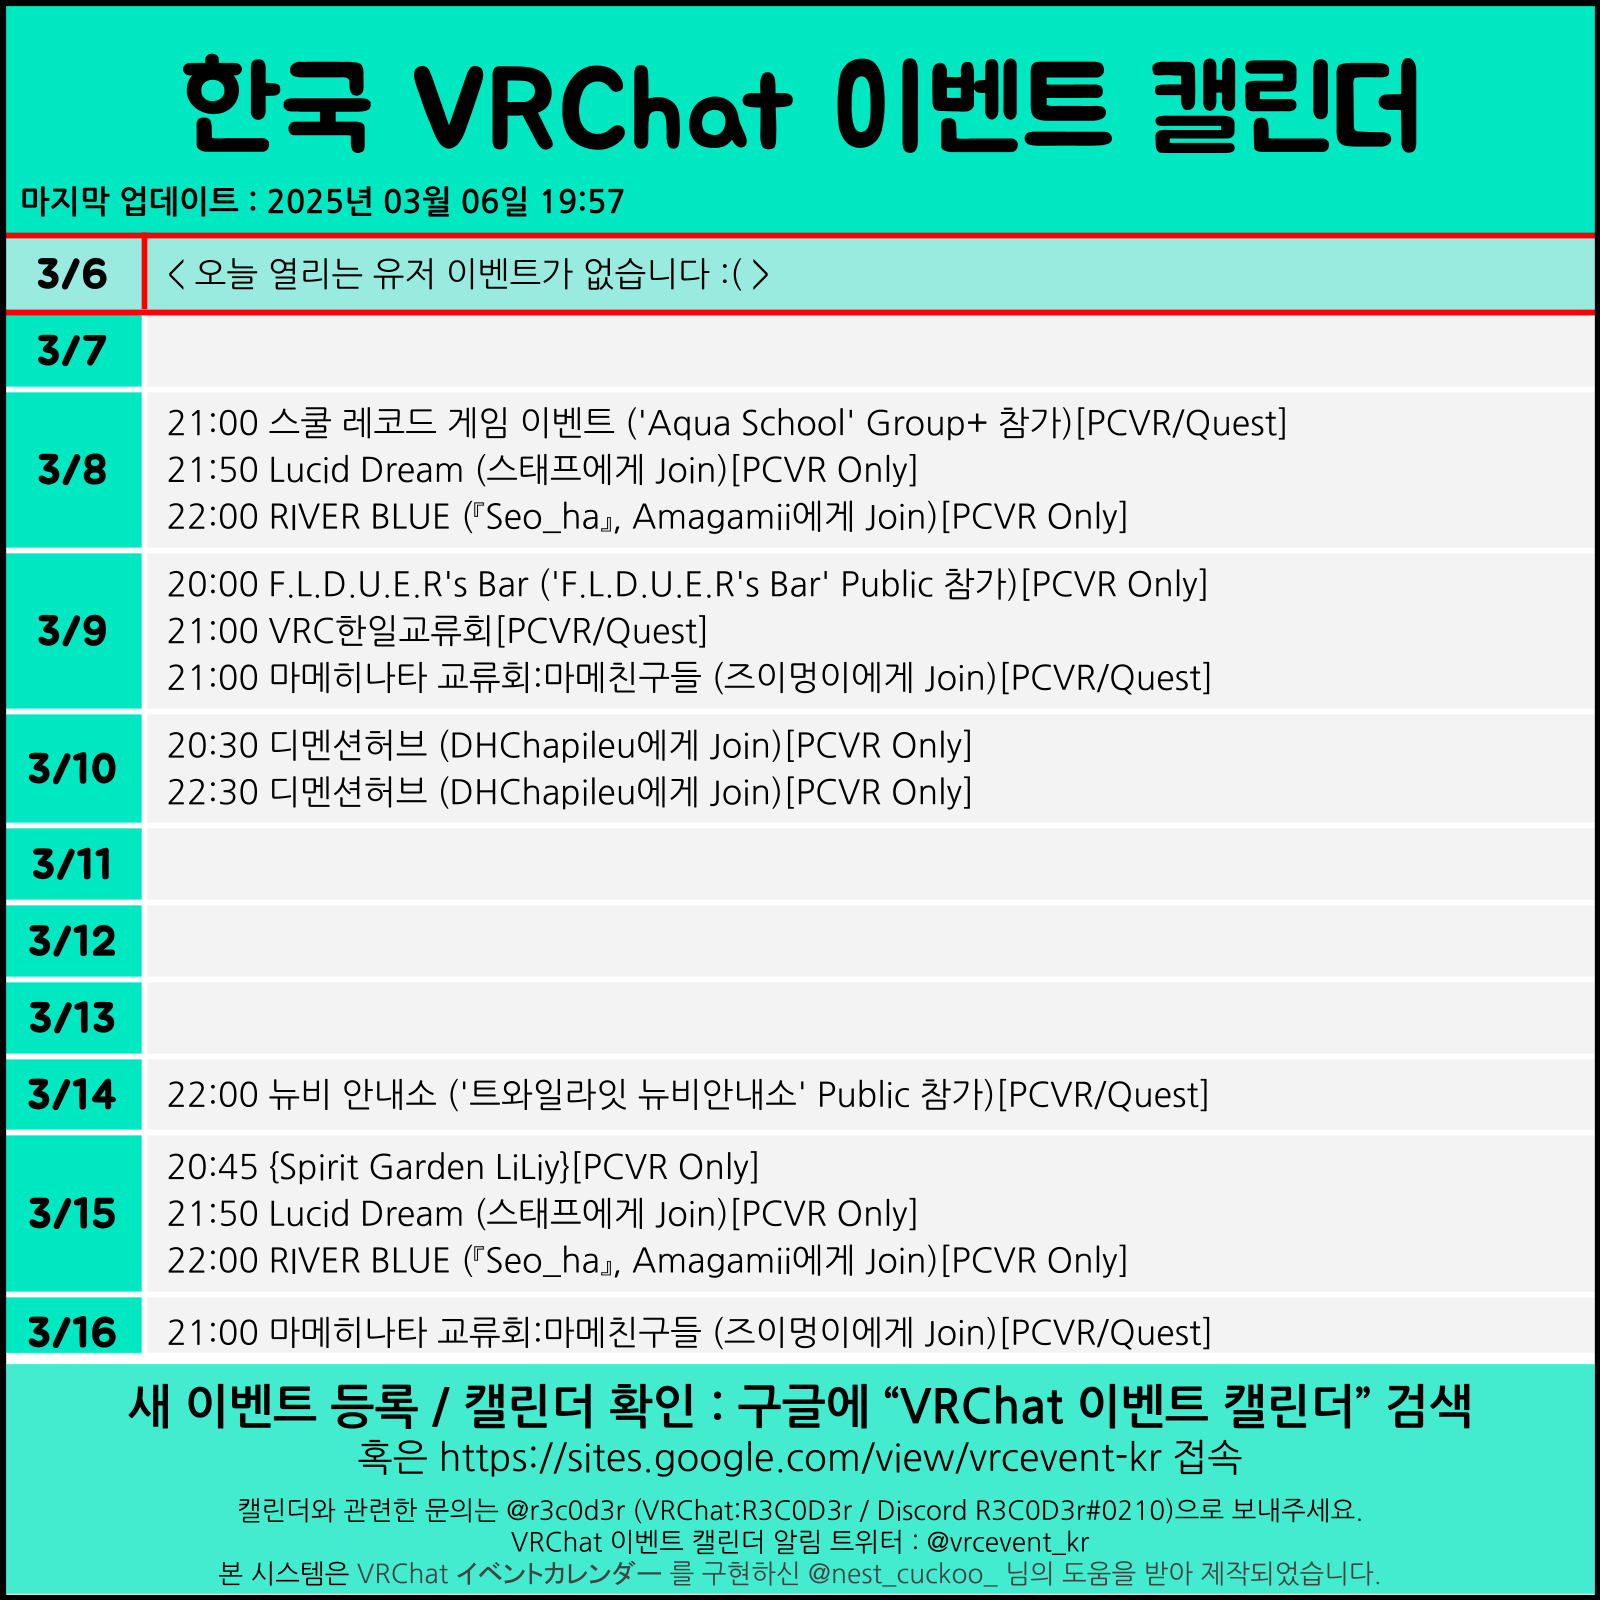 한국 VRChat 이벤트 캘린더
마지막 업데이트 : 2025년 03월 06일 19:57
3/6 < 오늘 열리는 유저 이벤트가 없습니다 :( >
3/7
3/8
21:00 스쿨 레코드 게임 이벤트 ('Aqua School' Group+ 참가)[PCVR/Quest]
21:50 Lucid Dream (스태프에게 Join)[PCVR Only]
22:00 RIVER BLUE (『Seo_ha』, Amagamii에게 Join)[PCVR Only]
3/9
20:00 F.L.D.U.E.R's Bar ('F.L.D.U.E.R's Bar' Public 참가)[PCVR Only]
21:00 VRC한일교류회[PCVR/Quest]
21:00 마메히나타 교류회:마메친구들 (즈이멍이에게 Join)[PCVR/Quest]
3/10
20:30 디멘션허브 (DHChapileu에게 Join)[PCVR Only]
22:30 디멘션허브 (DHChapileu에게 Join)[PCVR Only]
3/11
3/12
3/13
3/14 22:00 뉴비 안내소 ('트와일라잇 뉴비안내소' Public 참가)[PCVR/Quest]
3/15
20:45 {Spirit Garden LiLiy}[PCVR Only]
21:50 Lucid Dream (스태프에게 Join)[PCVR Only]
22:00 RIVER BLUE (『Seo_ha』, Amagamii에게 Join)[PCVR Only]
3/16 21:00 마메히나타 교류회:마메친구들 (즈이멍이에게 Join)[PCVR/Quest]
새 이벤트 등록 / 캘린더 확인 : 구글에 “VRChat 이벤트 캘린더” 검색
혹은 https://sites.google.com/view/vrcevent-kr 접속
캘린더와 관련한 문의는 @r3c0d3r (VRChat:R3C0D3r / Discord R3C0D3r#0210)으로 보내주세요.
VRChat 이벤트 캘린더 알림 트위터 : @vrcevent_kr
본 시스템은 VRChat イベントカレンダー 를 구현하신 @nest_cuckoo_ 님의 도움을 받아 제작되었습니다.